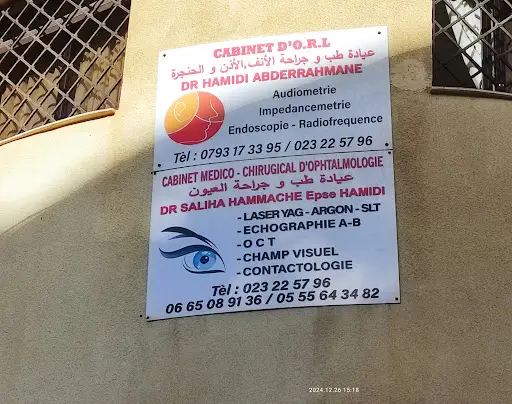 CABINET D'O.R.L
عيادة طب و جراحة الأنف,الأذن و الحنجرة
DR HAMIDI ABDERRAHMANE
Audiometrie
Impedancemetrie
Endoscopie - Radiofrequence
Tèl : 0793 17 33 95 / 023 22 57 96
CABINET MEDICO - CHIRUGICAL D'OPHTALMOLOGIE
عيادة طب و جراحة العيون
DR SALIHA HAMMACHE Epse HAMIDI
- LASER YAG - ARGON - SLT
- ECHOGRAPHIE A-B
- O C T
- CHAMP VISUEL
- CONTACTOLOGIE
Tèl : 023 22 57 96
06 65 08 91 36 / 05 55 64 34 82
2024.12.26 15:18